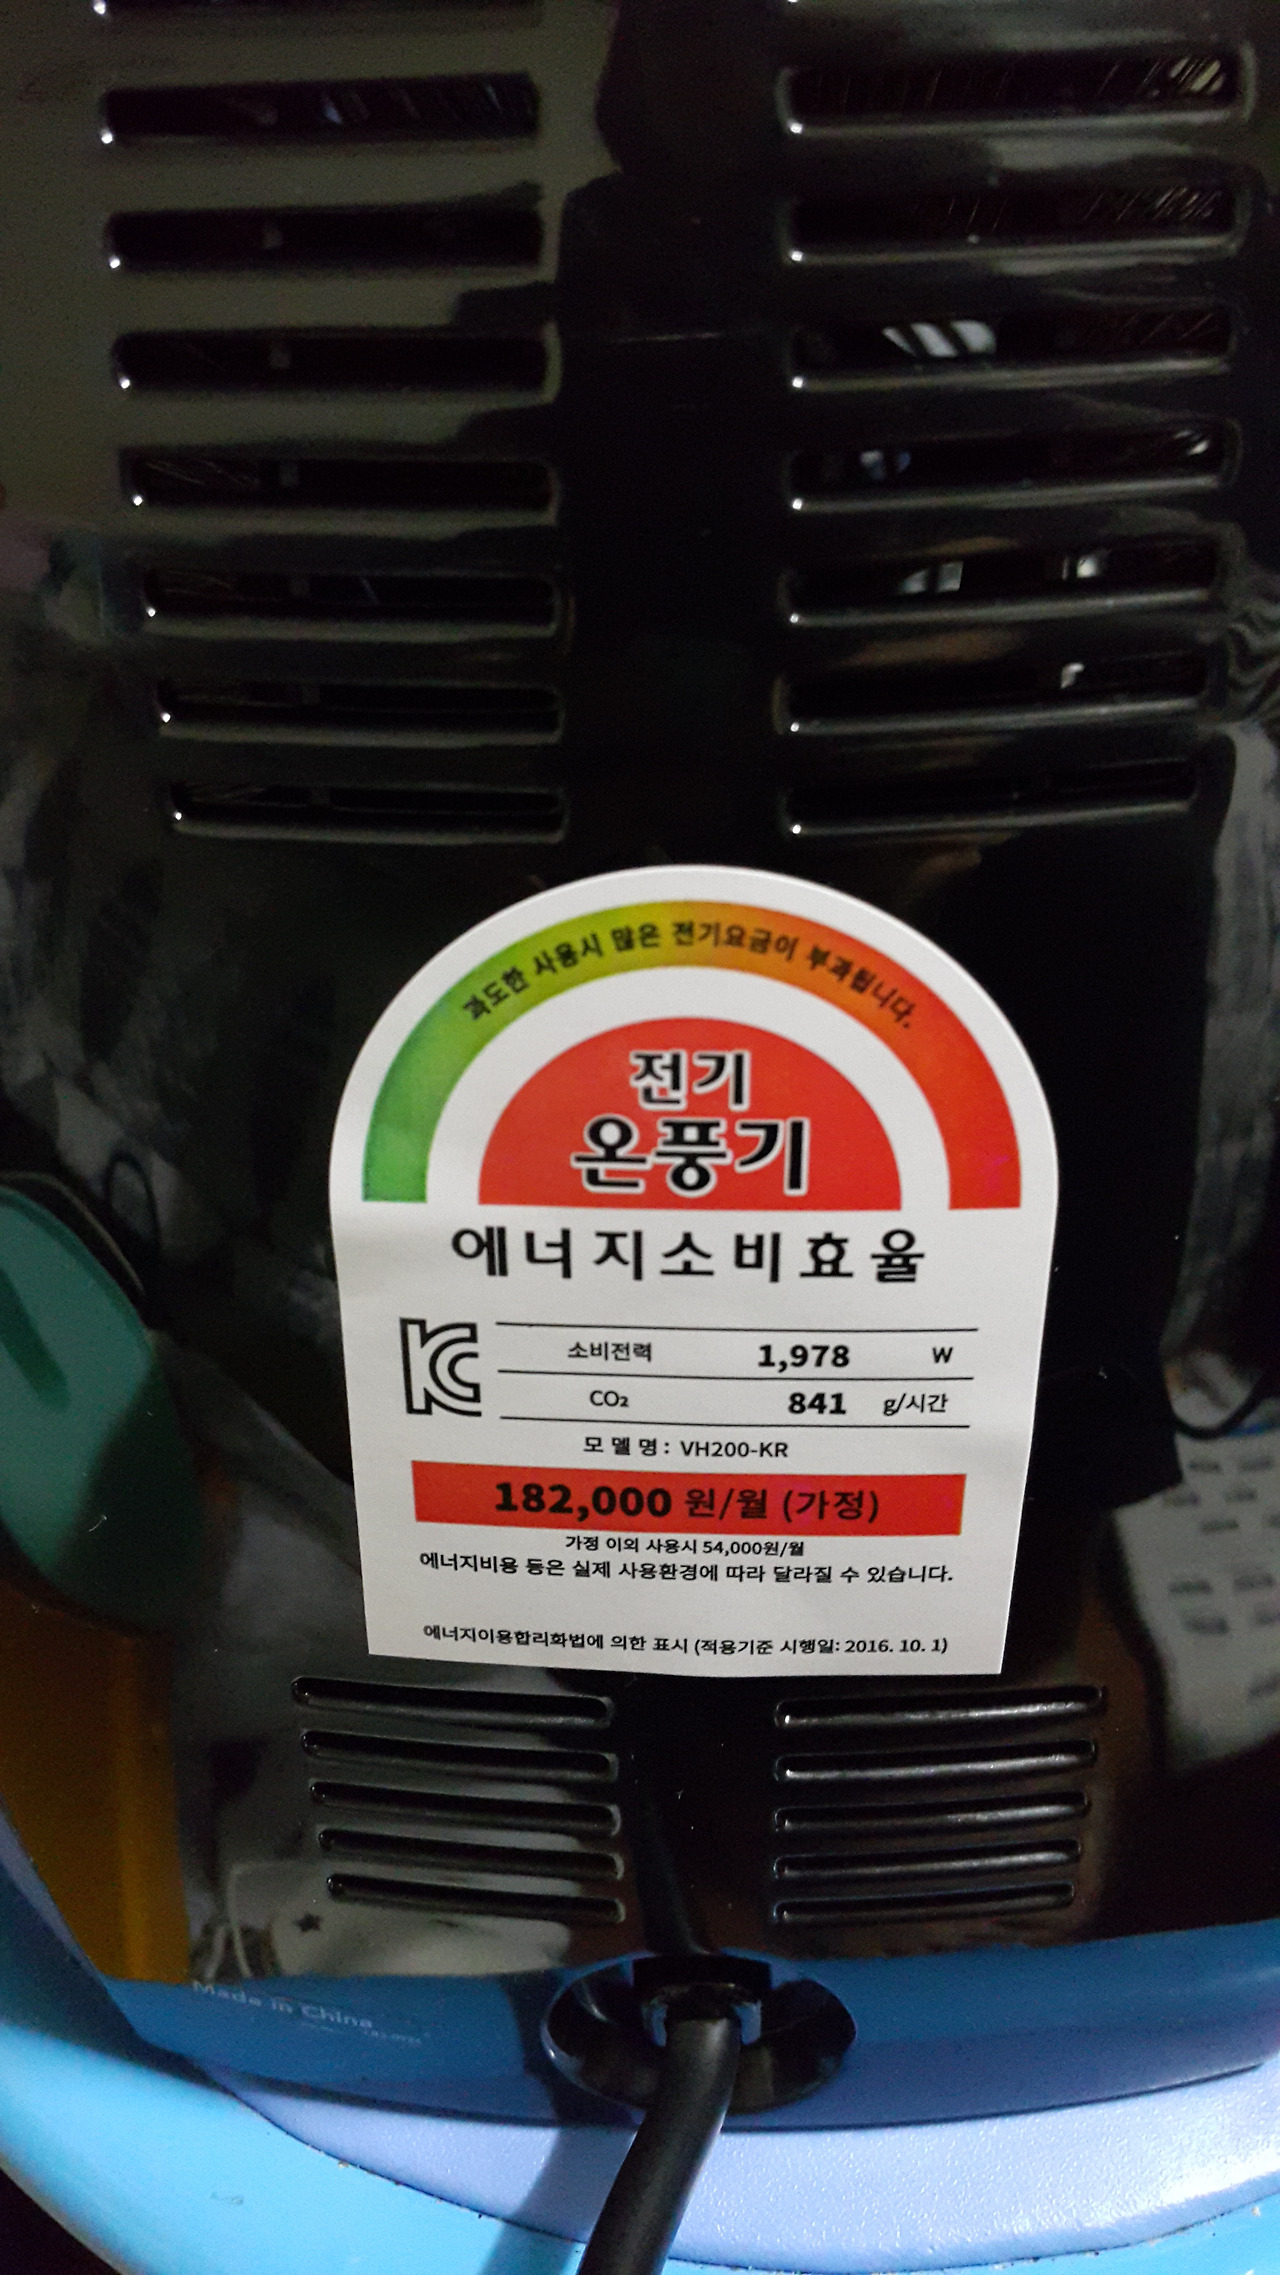 과도한 사용시 많은 전기요금이 부과됩니다.
전기
온풍기
에너지소비효율
소비전력 1,978 W
CO₂ 841 g/시간
모 델 명 : VH200-KR
182,000 원/월 (가정)
가정 이외 사용시 54,000원/월
에너지비용 등은 실제 사용환경에 따라 달라질 수 있습니다.
에너지이용합리화법에 의한 표시 (적용기준 시행일: 2016. 10. 1)
Made in China